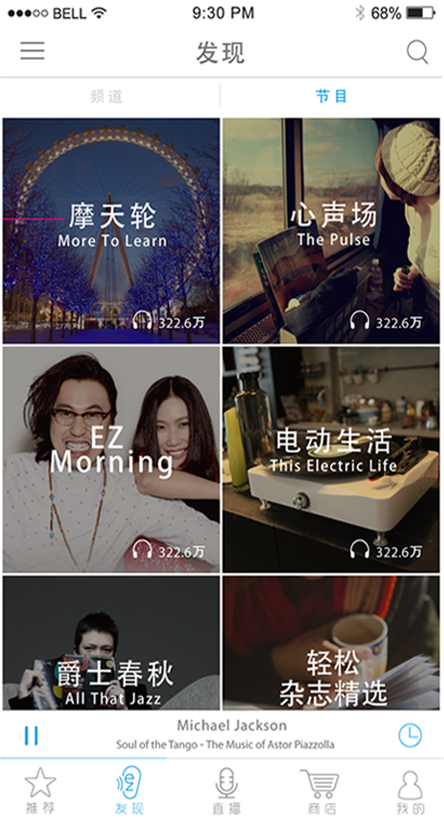 BELL 9:30 PM 68%
发现
频道 节目
摩天轮
More To Learn
322.6万
心声场
The Pulse
322.6万
EZ
Morning
322.6万
电动生活
This Electric Life
322.6万
爵士春秋
All That Jazz
轻松
杂志精选
Michael Jackson
Soul of the Tango - The Music of Astor Piazzolla
ez
推荐 发现 直播 商店 我的